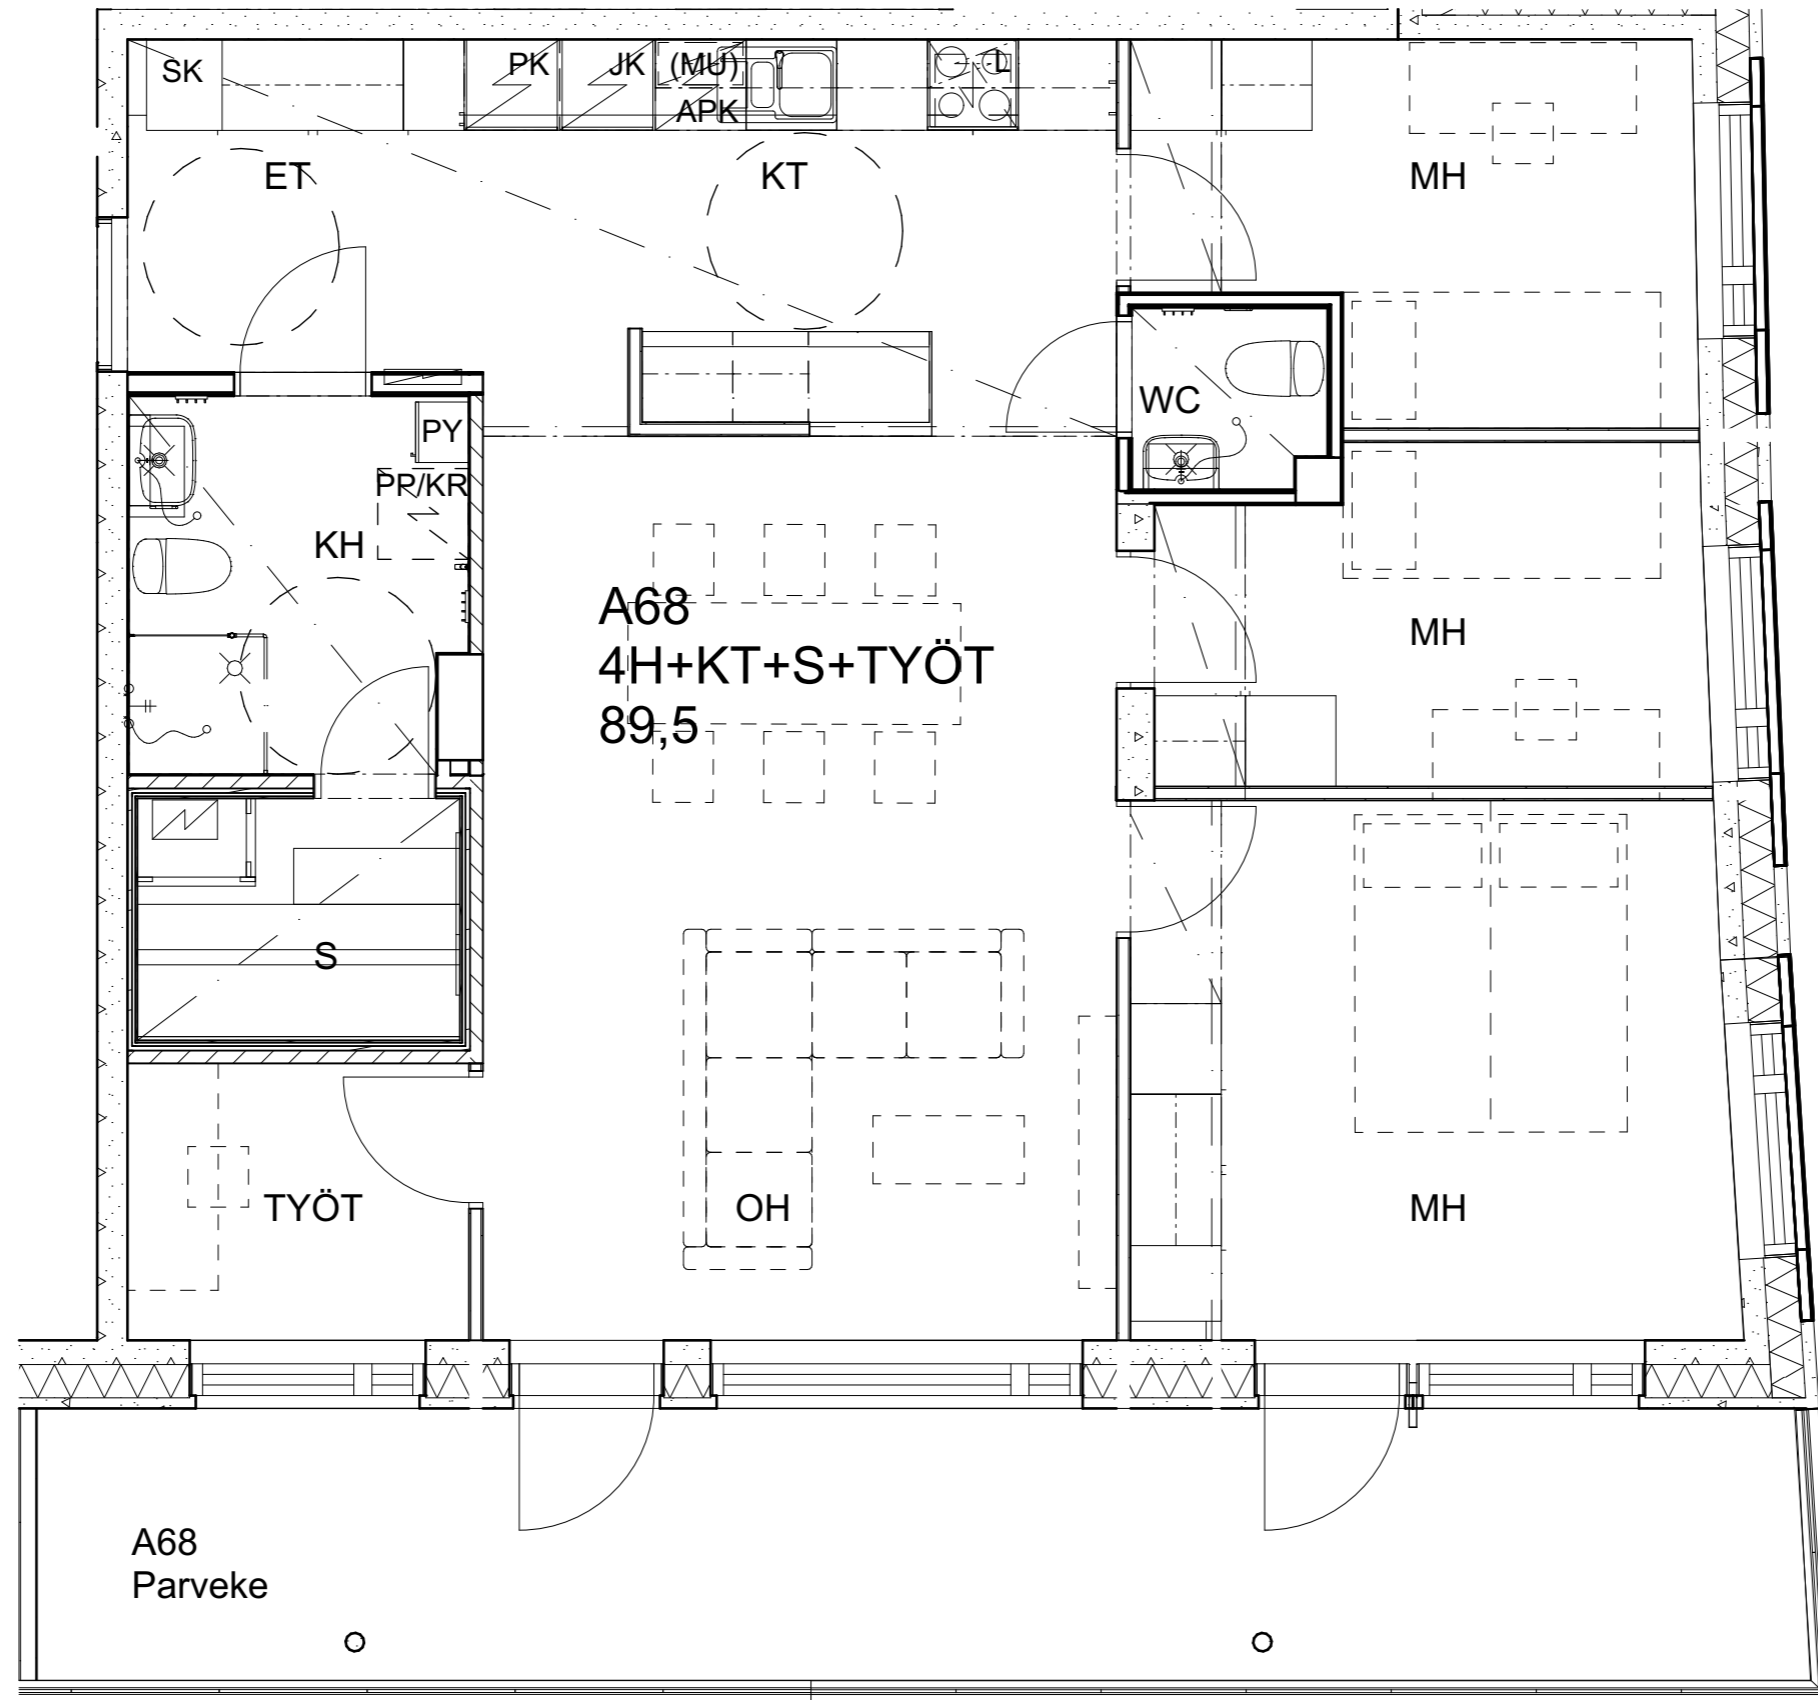 SK
PK
JK
(MU)
L
APK
ET
KT
MH
WC
PY
PP/KR
KH
A68
4H+KT+S+TYÖT
89,5
MH
S
TYÖT
OH
MH
A68
Parveke